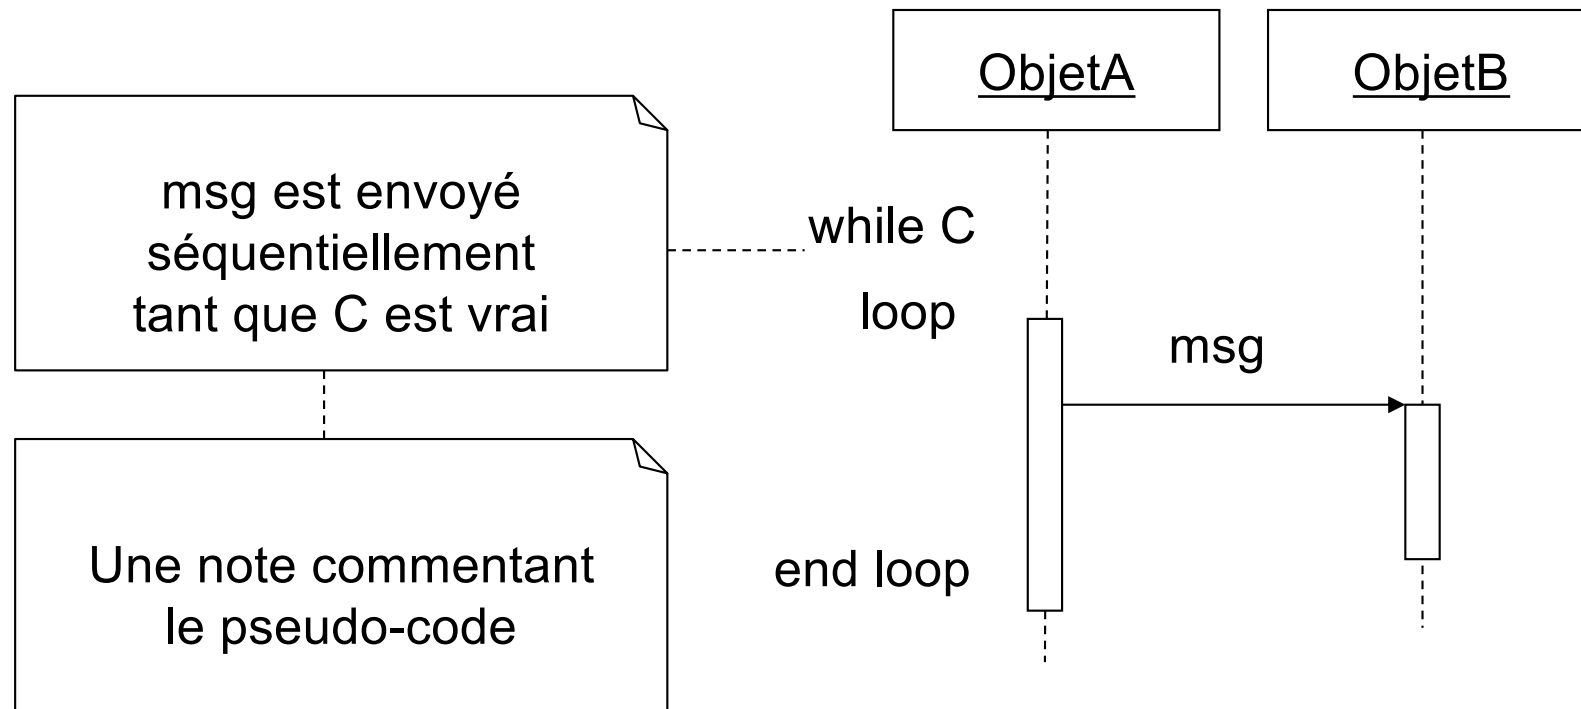 ObjetA
ObjetB
msg est envoyé
séquentiellement
tant que C est vrai
while C
loop
msg
end loop
Une note commentant
le pseudo-code